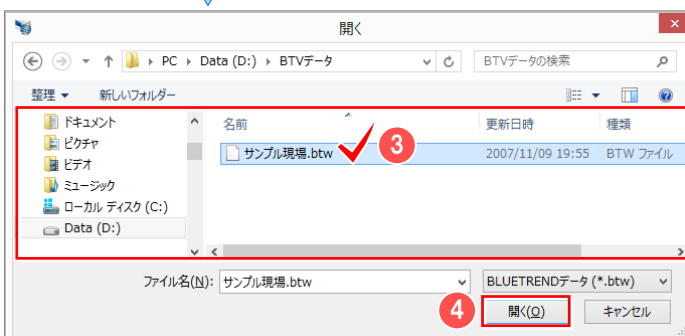 開く
PC ▸ Data (D:) ▸ BTVデータ
BTVデータの検索
整理 新しいフォルダー
名前 更新日時 種類
ドキュメント
ピクチャ
ビデオ
ミュージック
ローカル ディスク (C:)
Data (D:)
サンプル現場.btw 2007/11/09 19:55 BTW ファイル
3
ファイル名(N): サンプル現場.btw BLUETRENDデータ (*.btw)
4
開く(O) キャンセル